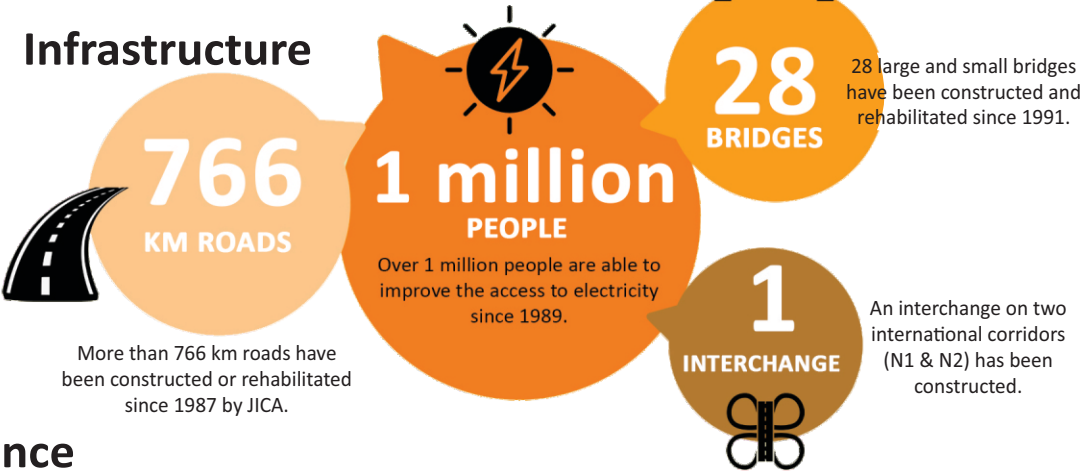 Infrastructure
766
KM ROADS
More than 766 km roads have
been constructed or rehabilitated
since 1987 by JICA.
1 million
PEOPLE
Over 1 million people are able to
improve the access to electricity
since 1989.
28
BRIDGES
28 large and small bridges
have been constructed and
rehabilitated since 1991.
1
INTERCHANGE
An interchange on two
international corridors
(N1 & N2) has been
constructed.
nce